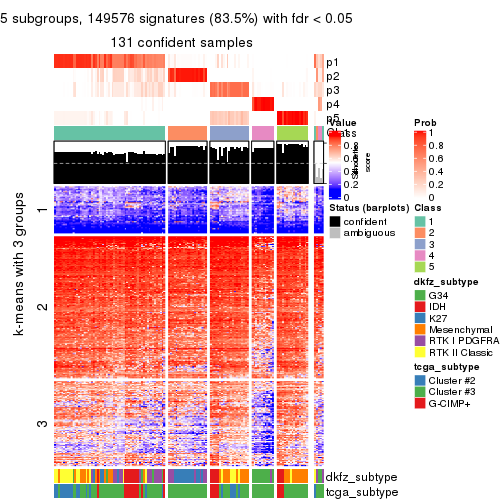 5 subgroups, 149576 signatures (83.5%) with fdr < 0.05
131 confident samples
p1
p2
p3
p4
p5
Class
Silhouette
score
1
2
3
k-means with 3 groups
dkfz_subtype
tcga_subtype
Value
1
0.8
0.6
0.4
0.2
0
Status (barplots)
confident
ambiguous
Prob
1
0.8
0.6
0.4
0.2
0
Class
1
2
3
4
5
dkfz_subtype
G34
IDH
K27
Mesenchymal
RTK I PDGFRA
RTK II Classic
tcga_subtype
Cluster #2
Cluster #3
G-CIMP+